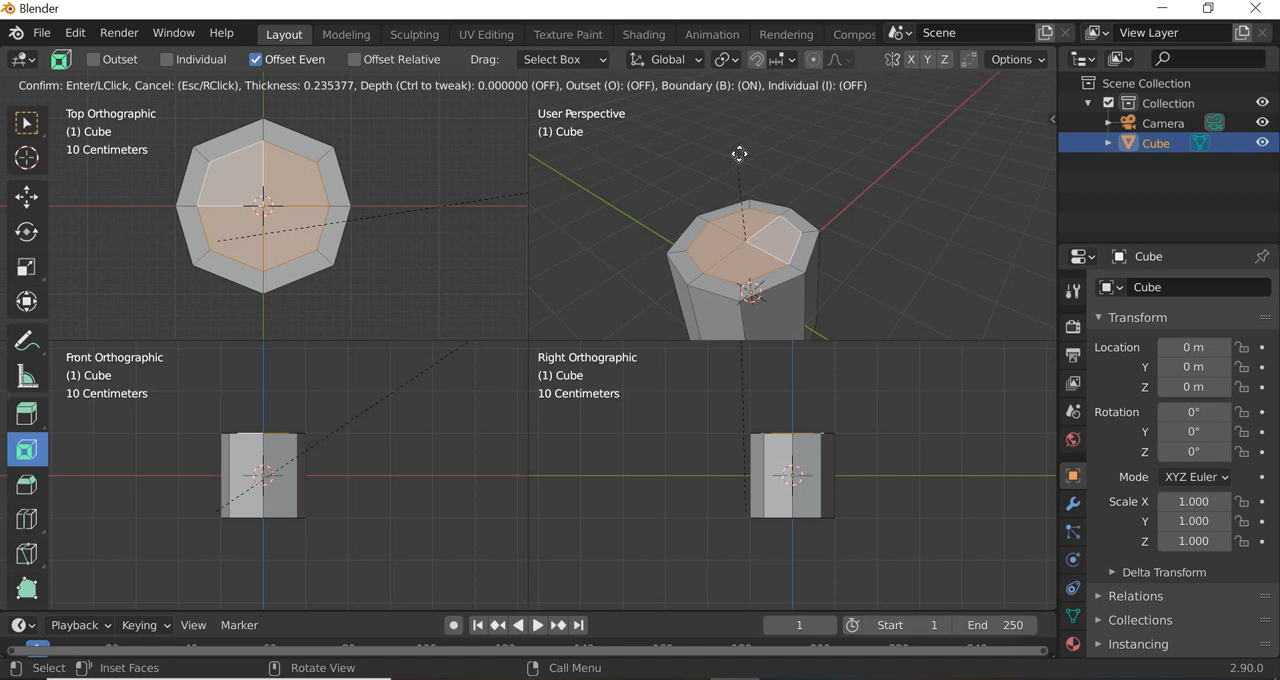 Blender
File Edit Render Window Help Layout Modeling Sculpting UV Editing Texture Paint Shading Animation Rendering Compos Scene View Layer
Outset Individual Offset Even Offset Relative Drag: Select Box Global X Y Z Options
Confirm: Enter/LClick, Cancel: (Esc/RClick), Thickness: 0.235377, Depth (Ctrl to tweak): 0.000000 (OFF), Outset (O): (OFF), Boundary (B): (ON), Individual (I): (OFF)
Top Orthographic
(1) Cube
10 Centimeters
User Perspective
(1) Cube
Front Orthographic
(1) Cube
10 Centimeters
Right Orthographic
(1) Cube
10 Centimeters
Scene Collection
Collection
Camera
Cube
Cube
Cube
Transform
Location 0 m
Y 0 m
Z 0 m
Rotation 0°
Y 0°
Z 0°
Mode XYZ Euler
Scale X 1.000
Y 1.000
Z 1.000
Delta Transform
Relations
Collections
Instancing
Playback Keying View Marker 1 Start 1 End 250
Select Inset Faces Rotate View Call Menu 2.90.0